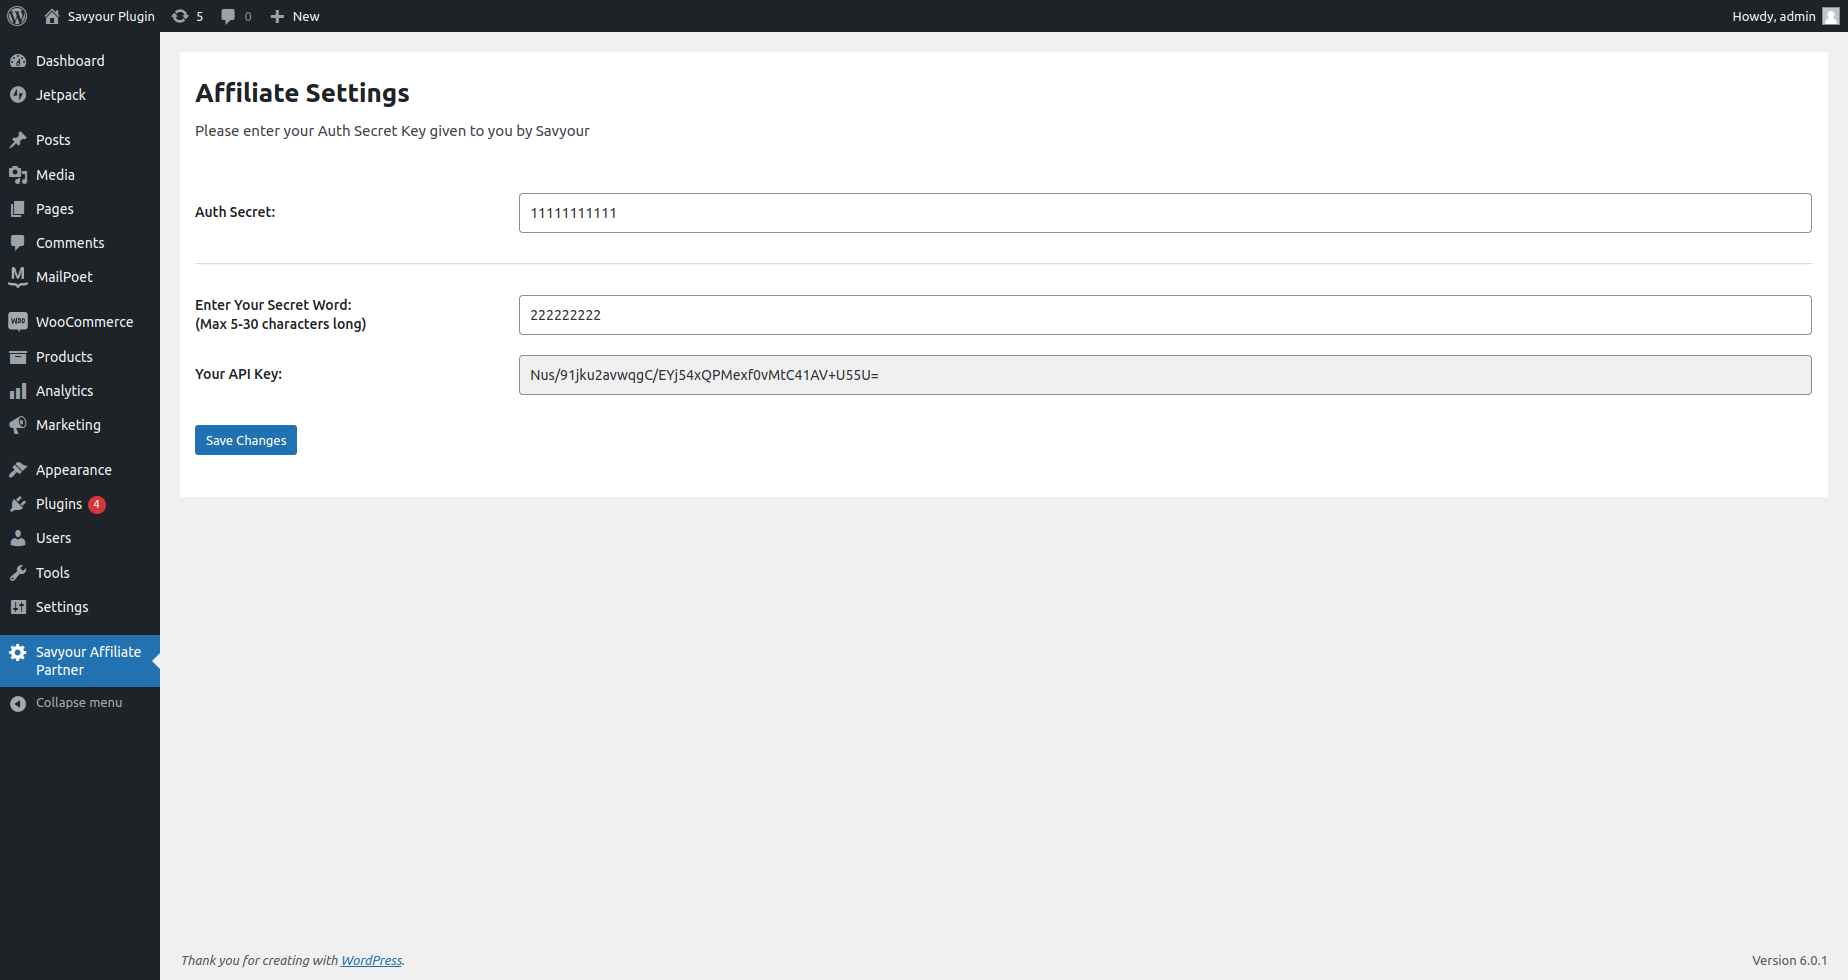 Savyour Plugin 5 0 New Howdy, admin
Dashboard
Jetpack
Posts
Media
Pages
Comments
MailPoet
WooCommerce
Products
Analytics
Marketing
Appearance
Plugins 4
Users
Tools
Settings
Savyour Affiliate
Partner
Collapse menu
Affiliate Settings
Please enter your Auth Secret Key given to you by Savyour
Auth Secret: 11111111111
Enter Your Secret Word: 222222222
(Max 5-30 characters long)
Your API Key: Nus/91jku2avwqgC/EYj54xQPMexf0vMtC41AV+U55U=
Save Changes
Thank you for creating with WordPress. Version 6.0.1